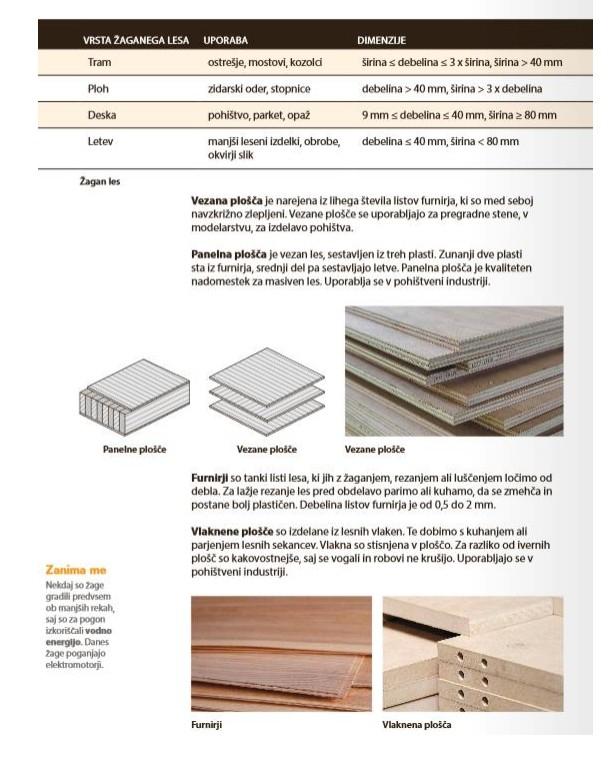 VRSTA ŽAGANEGA LESA UPORABA DIMENZIJE
Tram ostrešje, mostovi, kozolci širina ≤ debelina ≤ 3 x širina, širina > 40 mm
Ploh zidarski oder, stopnice debelina > 40 mm, širina > 3 x debelina
Deska pohištvo, parket, opaž 9 mm ≤ debelina ≤ 40 mm, širina ≥ 80 mm
Letev manjši leseni izdelki, obrobe, debelina ≤ 40 mm, širina < 80 mm
okvirji slik
Žagan les
Vezana plošča je narejena iz lihega števila listov furnirja, ki so med seboj
navzkrižno zlepljeni. Vezane plošče se uporabljajo za pregradne stene, v
modelarstvu, za izdelavo pohištva.
Panelna plošča je vezan les, sestavljen iz treh plasti. Zunanji dve plasti
sta iz furnirja, srednji del pa sestavljajo letve. Panelna plošča je kvaliteten
nadomestek za masiven les. Uporablja se v pohištveni industriji.
Panelne plošče Vezane plošče Vezane plošče
Furnirji so tanki listi lesa, ki jih z žaganjem, rezanjem ali luščenjem ločimo od
debla. Za lažje rezanje les pred obdelavo parimo ali kuhamo, da se zmehča in
postane bolj plastičen. Debelina listov furnirja je od 0,5 do 2 mm.
Vlaknene plošče so izdelane iz lesnih vlaken. Te dobimo s kuhanjem ali
parjenjem lesnih sekancev. Vlakna so stisnjena v ploščo. Za razliko od ivernih
plošč so kakovostnejše, saj se vogali in robovi ne krušijo. Uporabljajo se v
pohištveni industriji.
Zanima me
Nekdaj so žage
gradili predvsem
ob manjših rekah,
saj so za pogon
izkoriščali vodno
energijo. Danes
žage poganjajo
elektromotorji.
Furnirji Vlaknena plošča